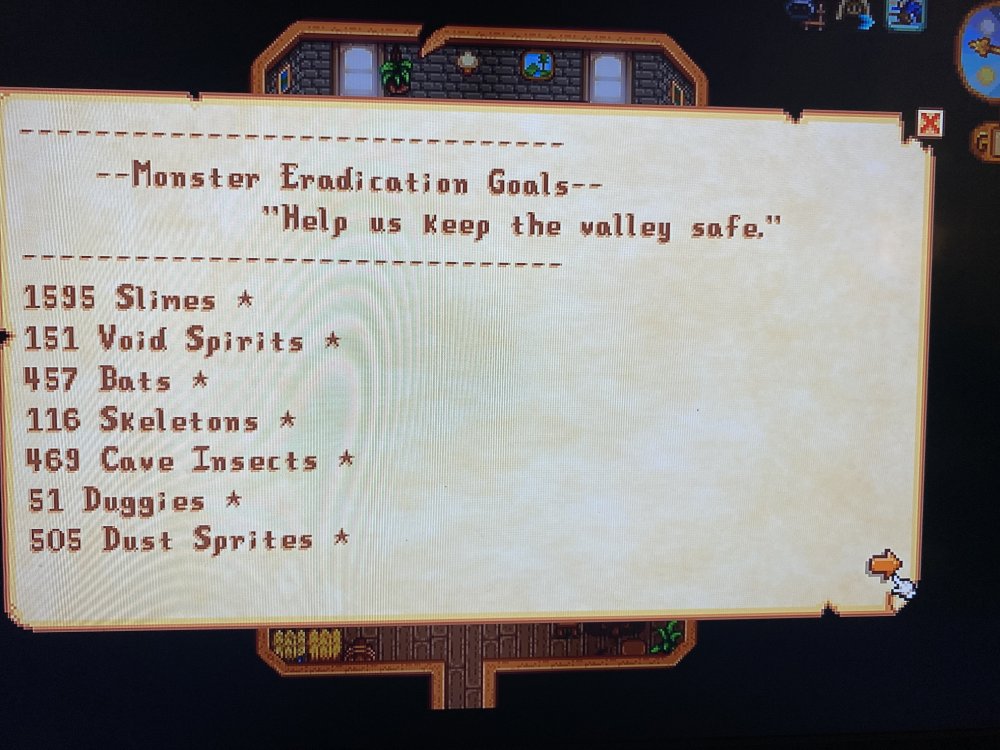 ------------------------------
--Monster Eradication Goals--
"Help us keep the valley safe."
------------------------------
1595 Slimes *
151 Void Spirits *
457 Bats *
116 Skeletons *
469 Cave Insects *
51 Duggies *
505 Dust Sprites *